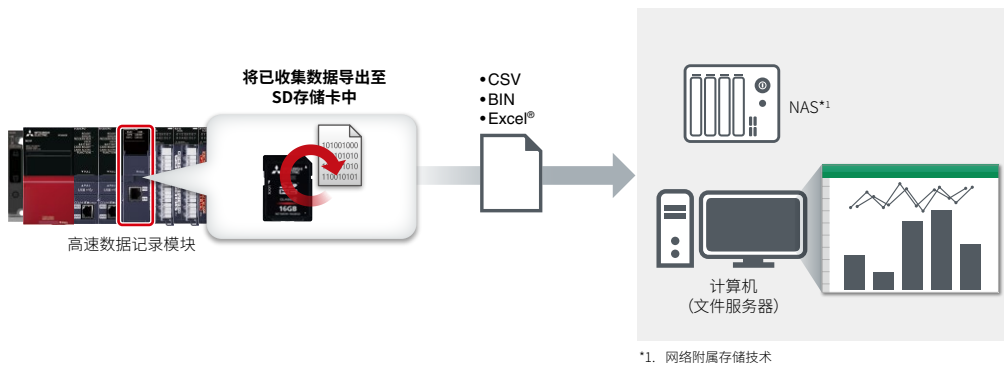 将已收集数据导出至
SD存储卡中
•CSV
•BIN
•Excel®
101001000
110010101
16GB
高速数据记录模块
NAS*1
计算机
（文件服务器）
*1. 网络附属存储技术